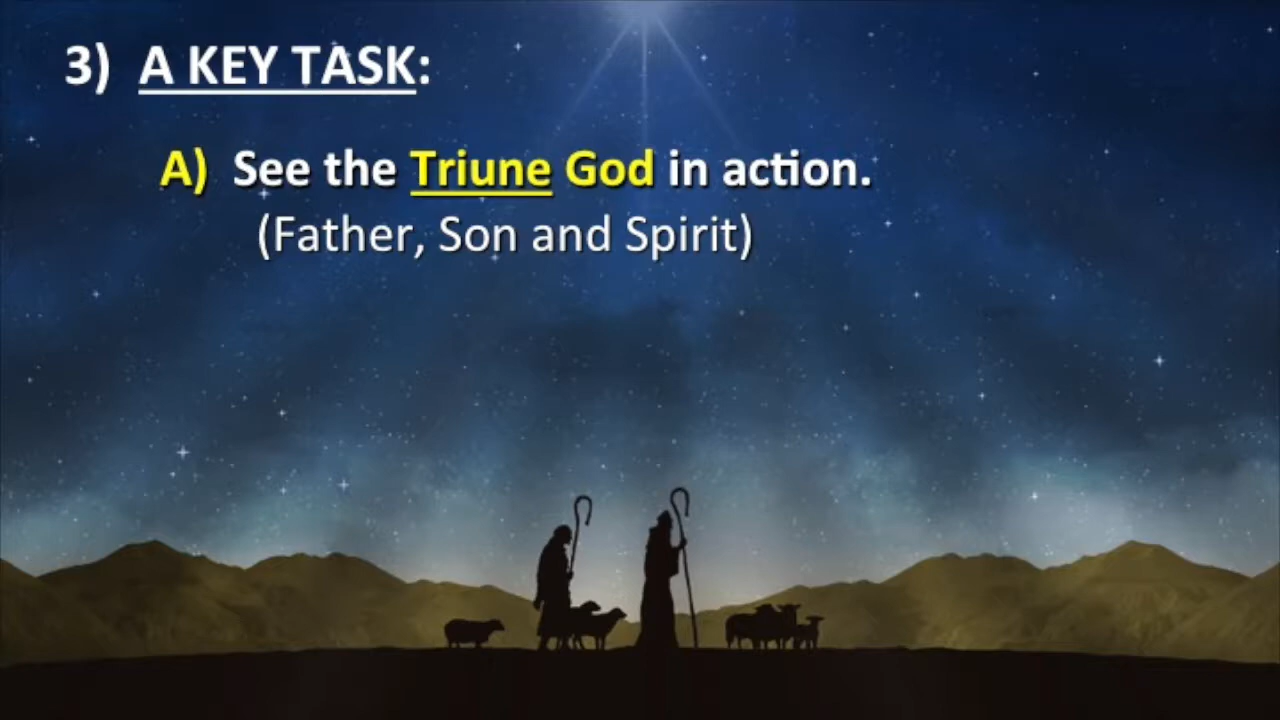 3) A KEY TASK:
A) See the Triune God in action.
(Father, Son and Spirit)